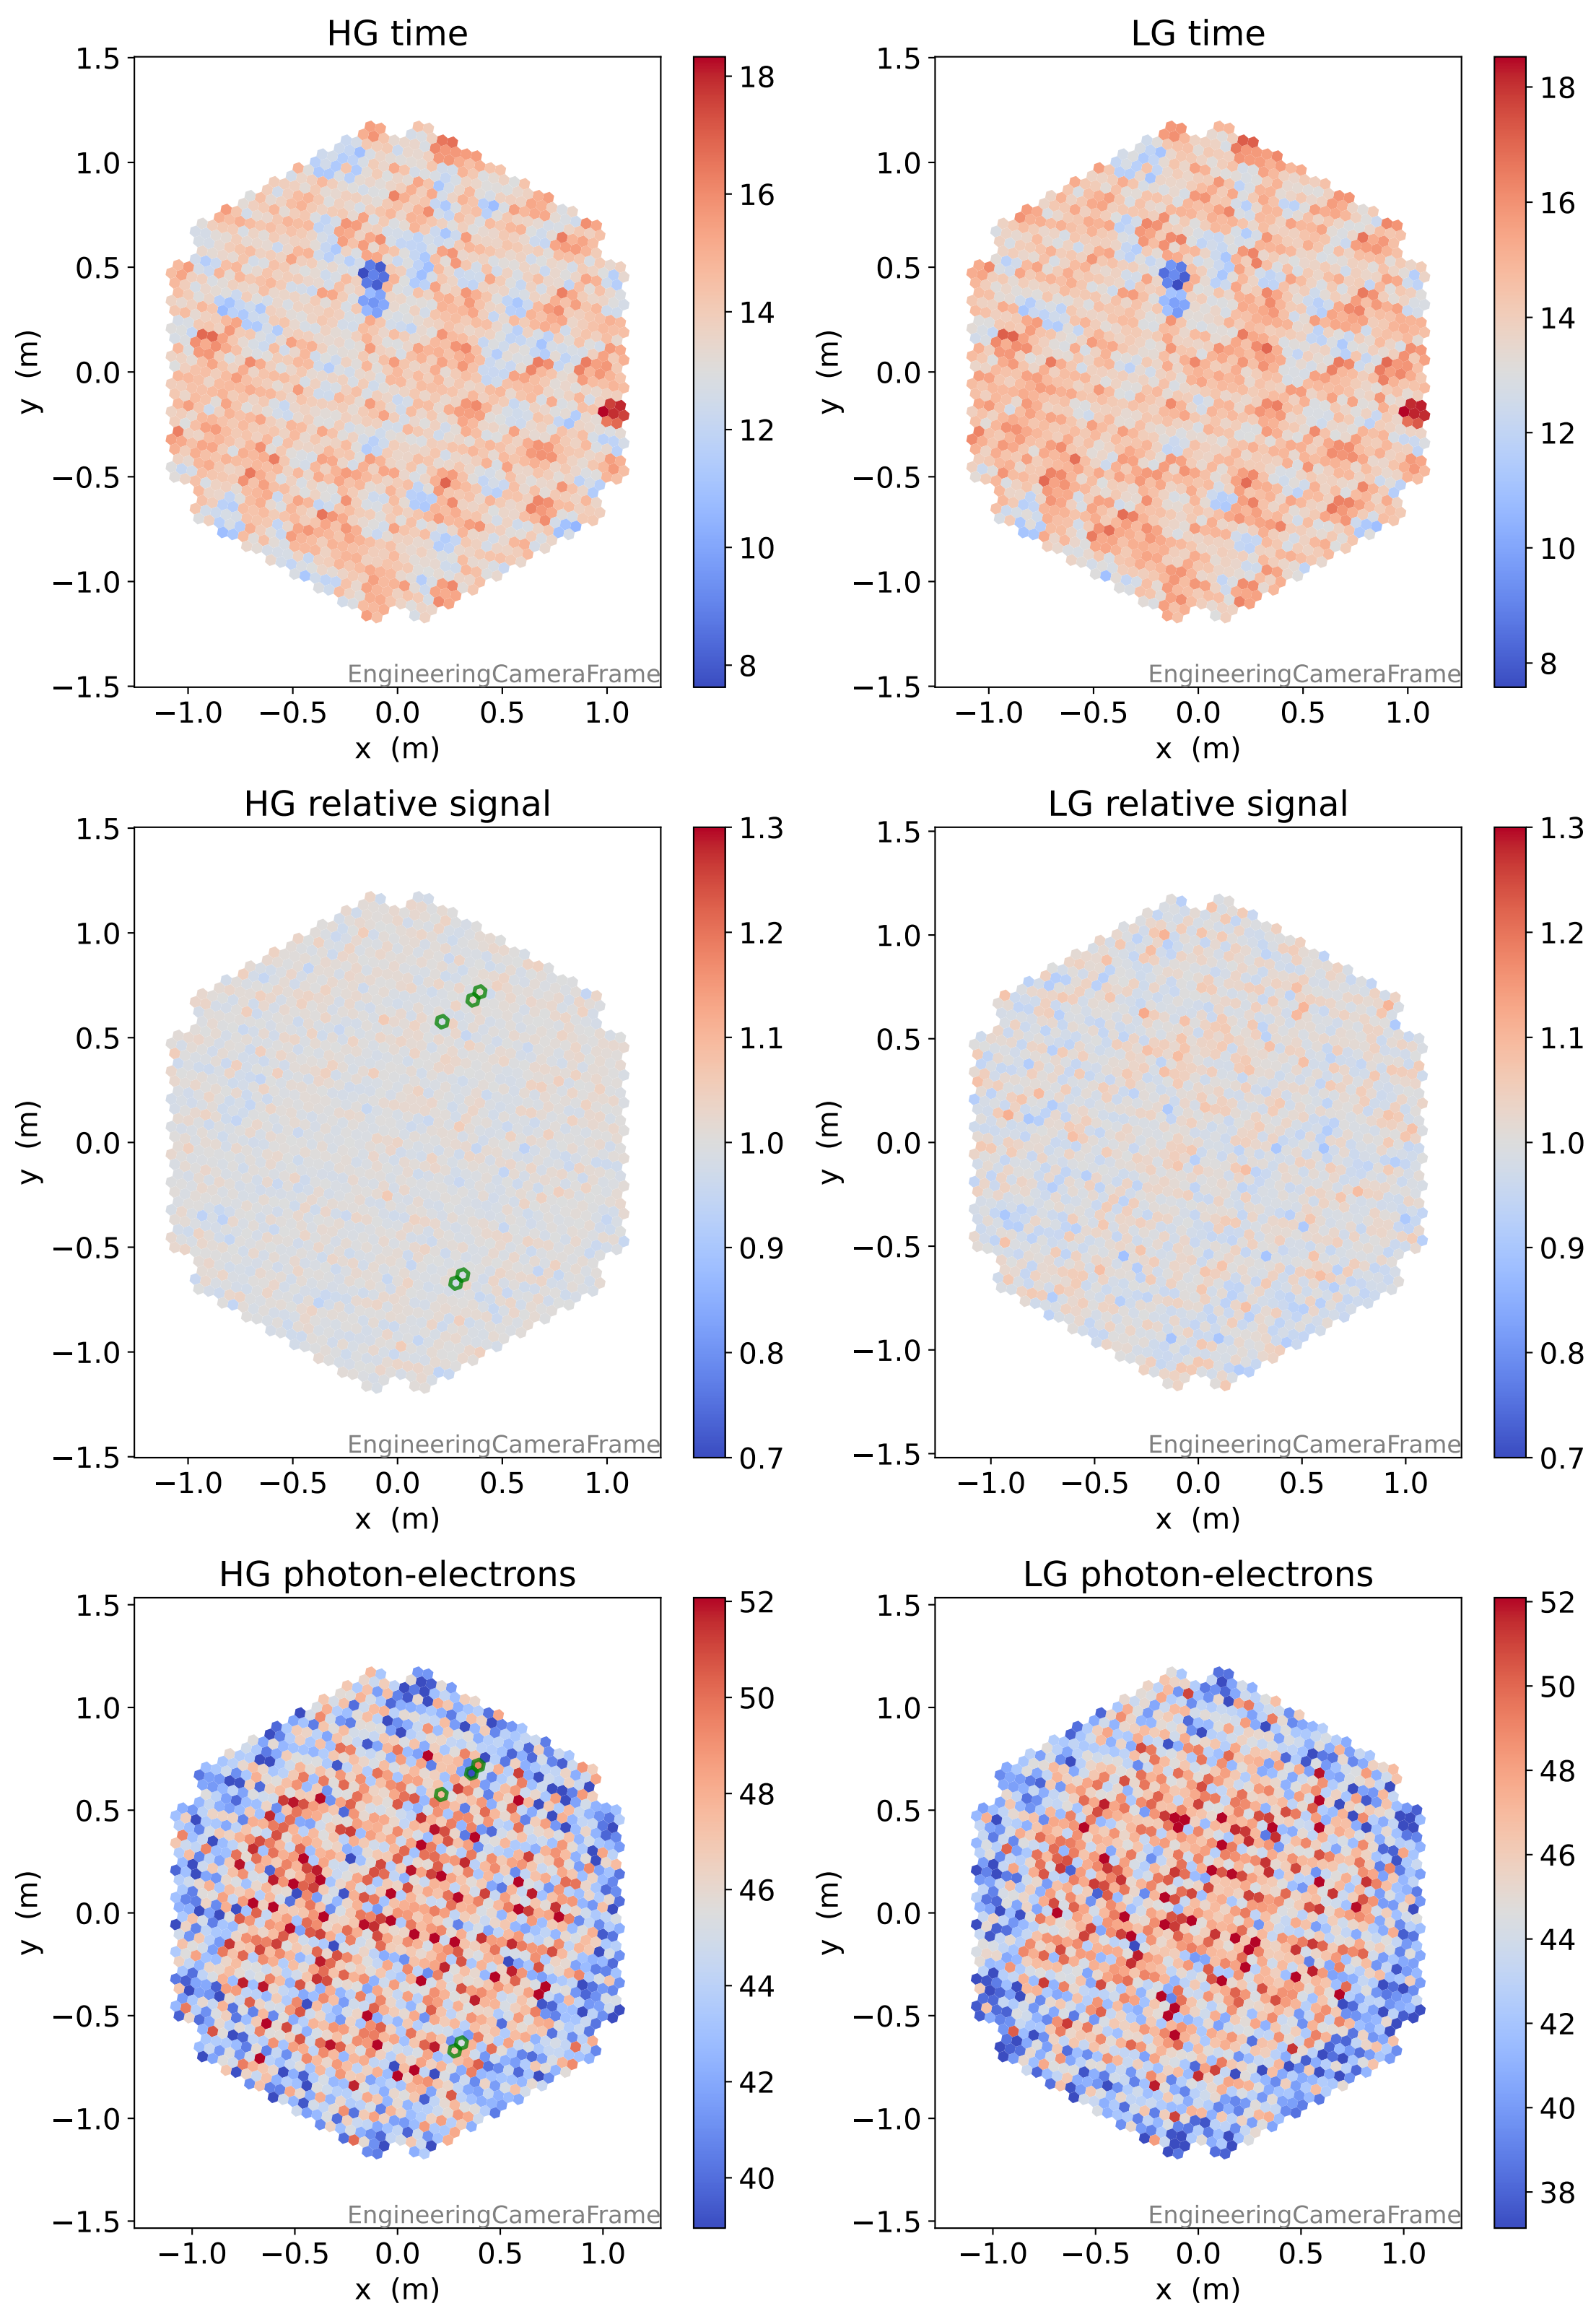 HG time
1.5
1.0
0.5
0.0
−0.5
−1.0
−1.5
y (m)
−1.0 −0.5 0.0 0.5 1.0
x (m)
EngineeringCameraFrame
18
16
14
12
10
8
LG time
1.5
1.0
0.5
0.0
−0.5
−1.0
−1.5
y (m)
−1.0 −0.5 0.0 0.5 1.0
x (m)
EngineeringCameraFrame
18
16
14
12
10
8
HG relative signal
1.5
1.0
0.5
0.0
−0.5
−1.0
−1.5
y (m)
−1.0 −0.5 0.0 0.5 1.0
x (m)
EngineeringCameraFrame
1.3
1.2
1.1
1.0
0.9
0.8
0.7
LG relative signal
1.5
1.0
0.5
0.0
−0.5
−1.0
−1.5
y (m)
−1.0 −0.5 0.0 0.5 1.0
x (m)
EngineeringCameraFrame
1.3
1.2
1.1
1.0
0.9
0.8
0.7
HG photon-electrons
1.5
1.0
0.5
0.0
−0.5
−1.0
−1.5
y (m)
−1.0 −0.5 0.0 0.5 1.0
x (m)
EngineeringCameraFrame
52
50
48
46
44
42
40
LG photon-electrons
1.5
1.0
0.5
0.0
−0.5
−1.0
−1.5
y (m)
−1.0 −0.5 0.0 0.5 1.0
x (m)
EngineeringCameraFrame
52
50
48
46
44
42
40
38